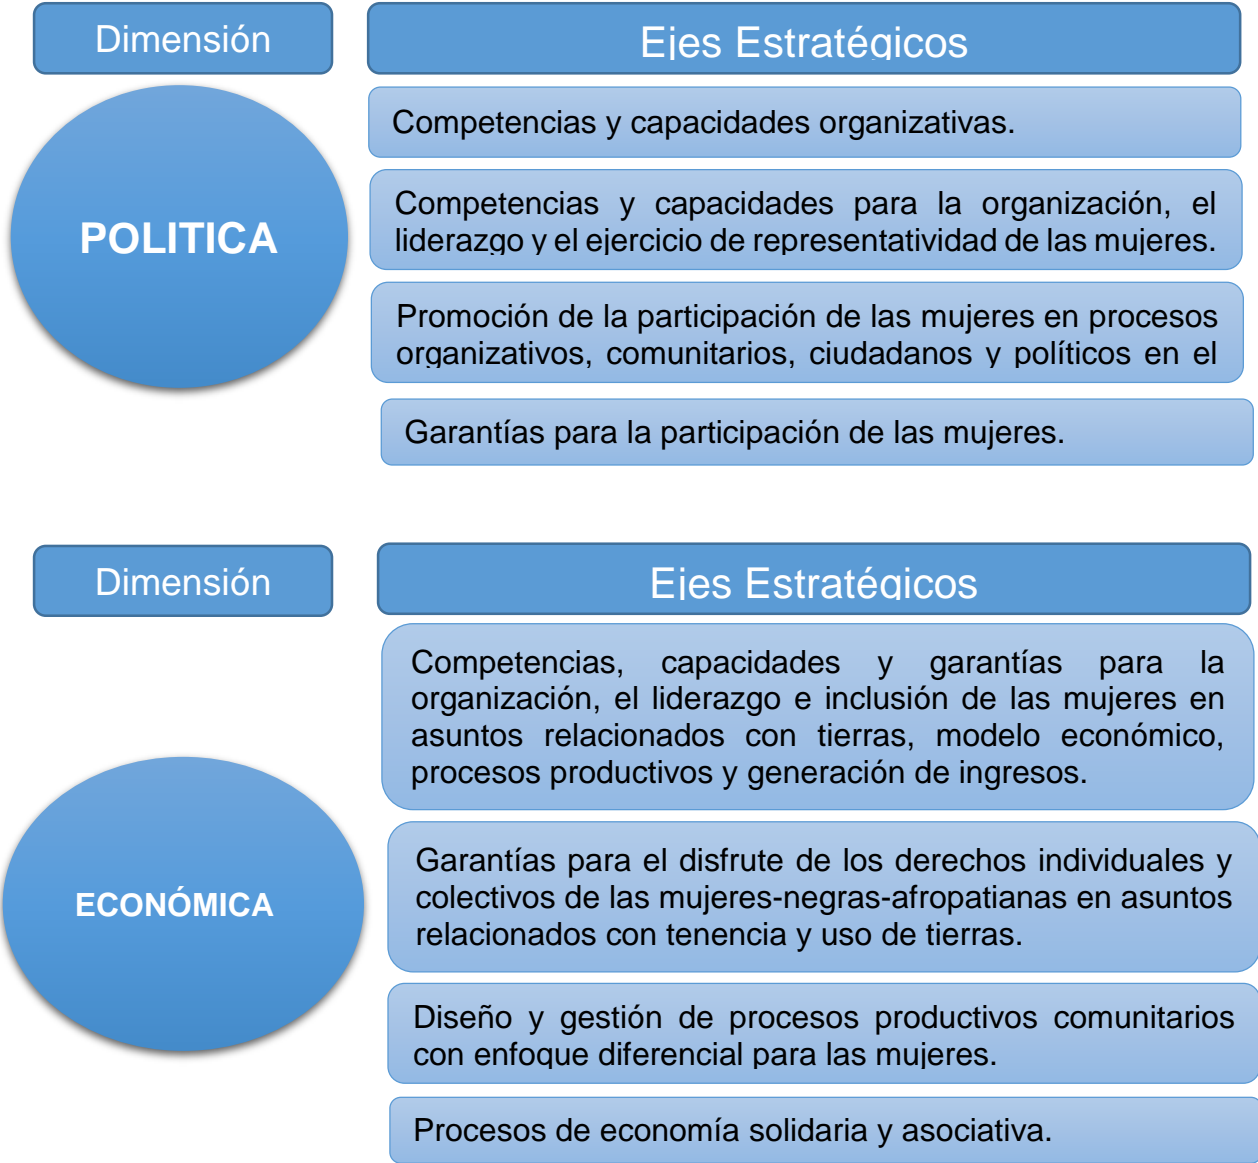 Dimensión
Ejes Estratégicos
POLITICA
Competencias y capacidades organizativas.
Competencias y capacidades para la organización, el
liderazgo y el ejercicio de representatividad de las mujeres.
Promoción de la participación de las mujeres en procesos
organizativos, comunitarios, ciudadanos y políticos en el
Garantías para la participación de las mujeres.
Dimensión
Ejes Estratégicos
ECONÓMICA
Competencias, capacidades y garantías para la
organización, el liderazgo e inclusión de las mujeres en
asuntos relacionados con tierras, modelo económico,
procesos productivos y generación de ingresos.
Garantías para el disfrute de los derechos individuales y
colectivos de las mujeres-negras-afropatianas en asuntos
relacionados con tenencia y uso de tierras.
Diseño y gestión de procesos productivos comunitarios
con enfoque diferencial para las mujeres.
Procesos de economía solidaria y asociativa.